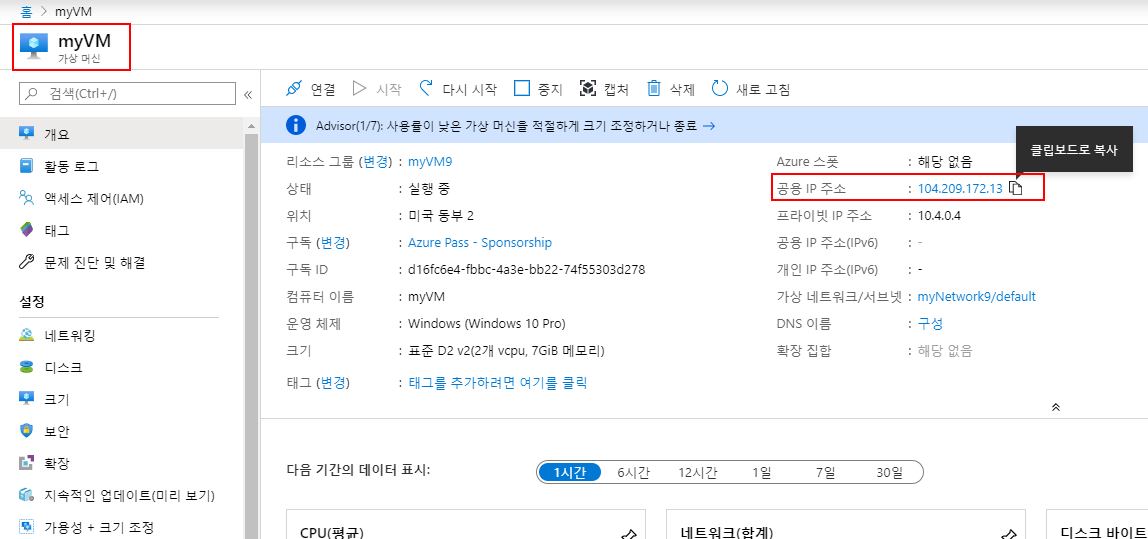 홈 > myVM
myVM
가상 머신
검색(Ctrl+/)
«
개요
활동 로그
액세스 제어(IAM)
태그
문제 진단 및 해결
설정
네트워킹
디스크
크기
보안
확장
지속적인 업데이트(미리 보기)
가용성 + 크기 조정
연결 시작 다시 시작 중지 캡처 삭제 새로 고침
Advisor(1/7): 사용률이 낮은 가상 머신을 적절하게 크기 조정하거나 종료 →
클립보드로 복사
리소스 그룹 (변경) : myVM9
상태 : 실행 중
위치 : 미국 동부 2
구독 (변경) : Azure Pass - Sponsorship
구독 ID : d16fc6e4-fbbc-4a3e-bb22-74f55303d278
컴퓨터 이름 : myVM
운영 체제 : Windows (Windows 10 Pro)
크기 : 표준 D2 v2(2개 vcpu, 7GiB 메모리)
태그 (변경) : 태그를 추가하려면 여기를 클릭
Azure 스폿 : 해당 없음
공용 IP 주소 : 104.209.172.13
프라이빗 IP 주소 : 10.4.0.4
공용 IP 주소(IPv6) : -
개인 IP 주소(IPv6) : -
가상 네트워크/서브넷 : myNetwork9/default
DNS 이름 : 구성
확장 집합 : 해당 없음
다음 기간의 데이터 표시: 1시간 6시간 12시간 1일 7일 30일
CPU(평균) 네트워크(합계) 디스크 바이트